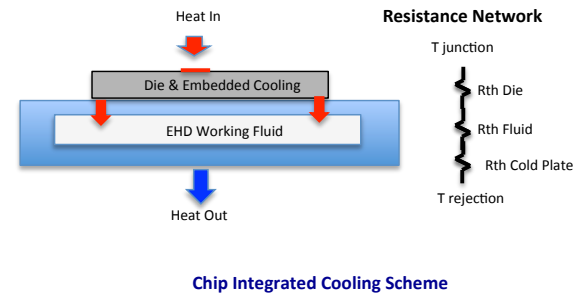 Heat In
Resistance Network
T junction
Die & Embedded Cooling
Rth Die
EHD Working Fluid
Rth Fluid
Rth Cold Plate
T rejection
Heat Out
Chip Integrated Cooling Scheme